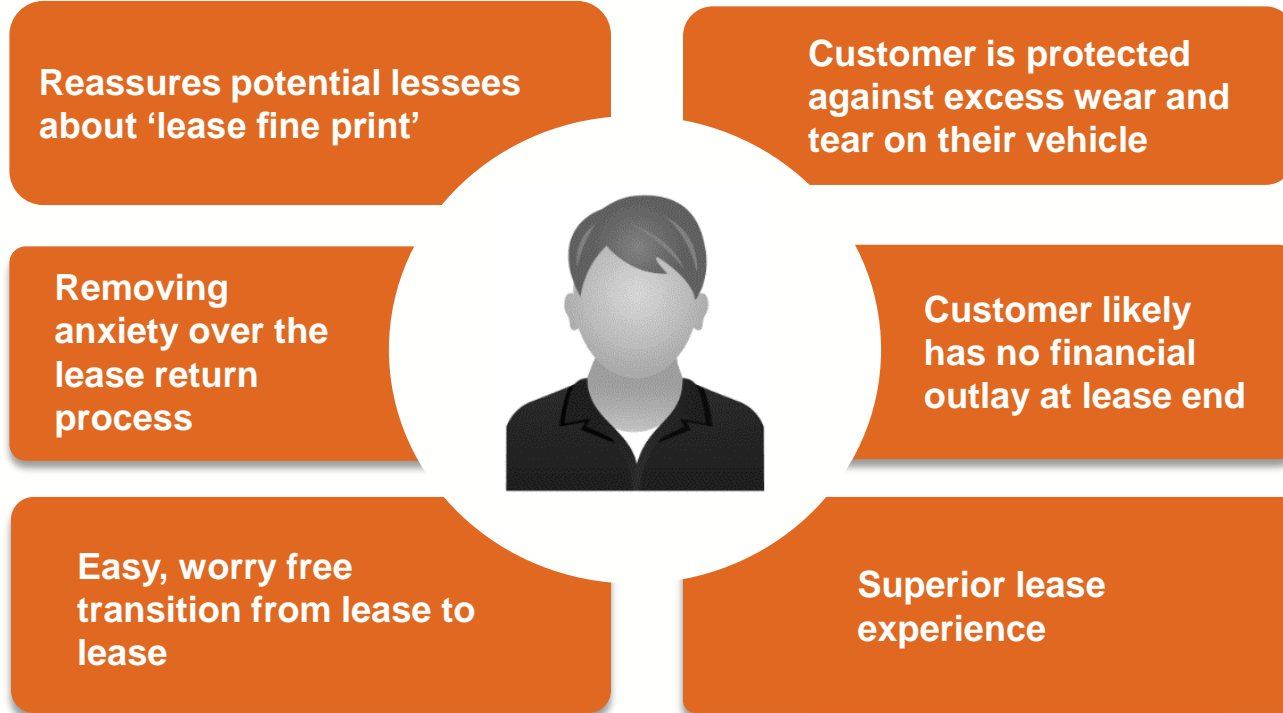 Reassures potential lessees
about ‘lease fine print’
Customer is protected
against excess wear and
tear on their vehicle
Removing
anxiety over the
lease return
process
Customer likely
has no financial
outlay at lease end
Easy, worry free
transition from lease to
lease
Superior lease
experience